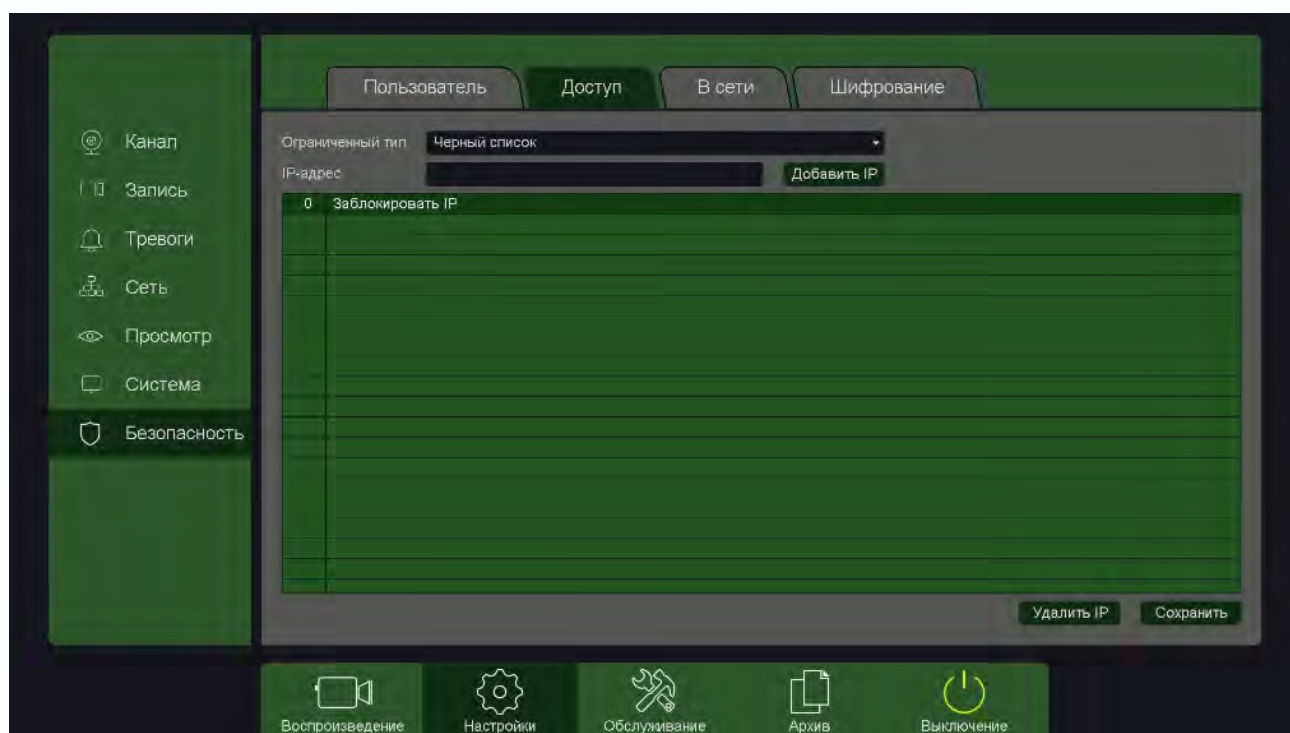 Пользователь Доступ В сети Шифрование
Канал
Запись
Тревоги
Сеть
Просмотр
Система
Безопасность
Ограниченный тип Черный список
IP-адрес Добавить IP
0 Заблокировать IP
Удалить IP Сохранить
Воспроизведение Настройки Обслуживание Архив Выключение